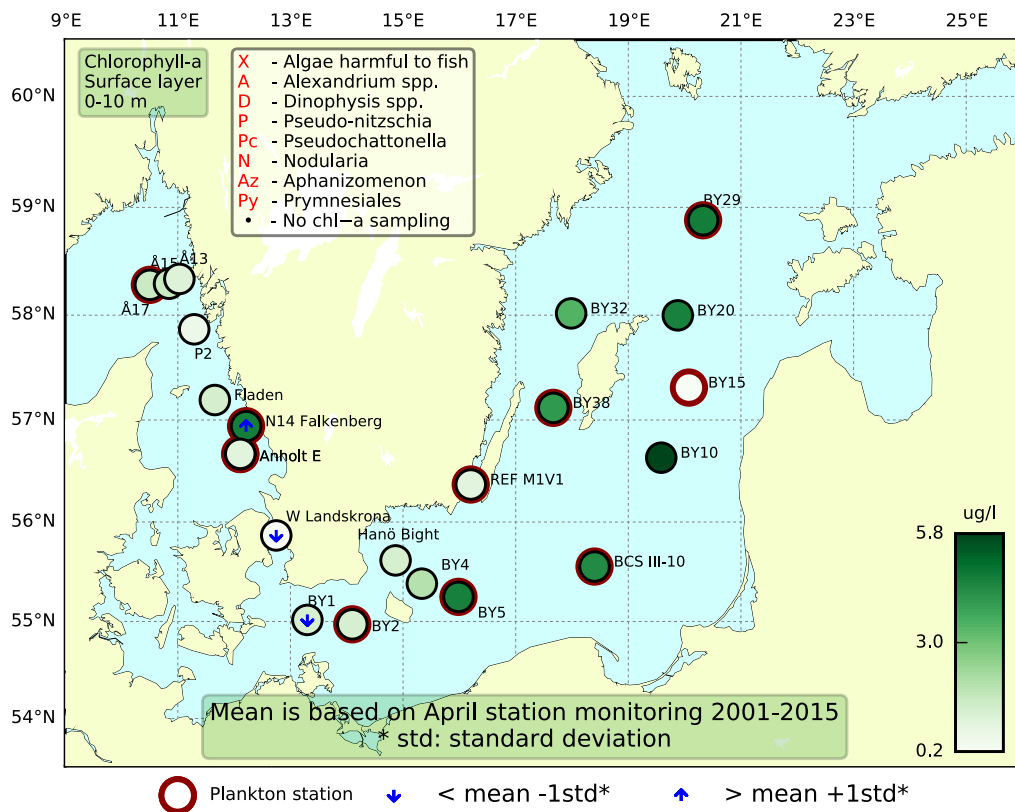 9°E 11°E 13°E 15°E 17°E 19°E 21°E 23°E 25°E
Chlorophyll-a
Surface layer
0-10 m
X - Algae harmful to fish
A - Alexandrium spp.
D - Dinophysis spp.
P - Pseudo-nitzschia
Pc - Pseudochattonella
N - Nodularia
Az - Aphanizomenon
Py - Prymnesiales
• - No chl−a sampling
60°N
59°N
58°N
57°N
56°N
55°N
54°N
BY29
Å15
Å13
Å17
BY32
BY20
P2
BY15
Fladen
BY38
N14 Falkenberg
Anholt E
BY10
REF M1V1
W Landskrona
Hanö Bight
BY4
BCS III-10
BY1
BY5
BY2
ug/l
5.8
3.0
0.2
Mean is based on April station monitoring 2001-2015
* std: standard deviation
Plankton station < mean -1std* > mean +1std*